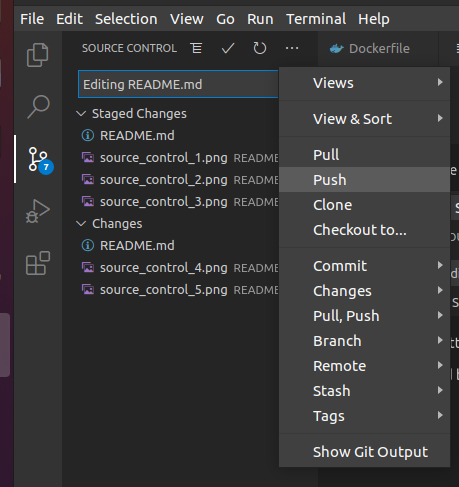 File Edit Selection View Go Run Terminal Help
SOURCE CONTROL
Dockerfile
Editing README.md
Staged Changes
README.md
source_control_1.png README
source_control_2.png README
source_control_3.png README
Changes
README.md
source_control_4.png README
source_control_5.png README
7
Views
View & Sort
Pull
Push
Clone
Checkout to...
Commit
Changes
Pull, Push
Branch
Remote
Stash
Tags
Show Git Output